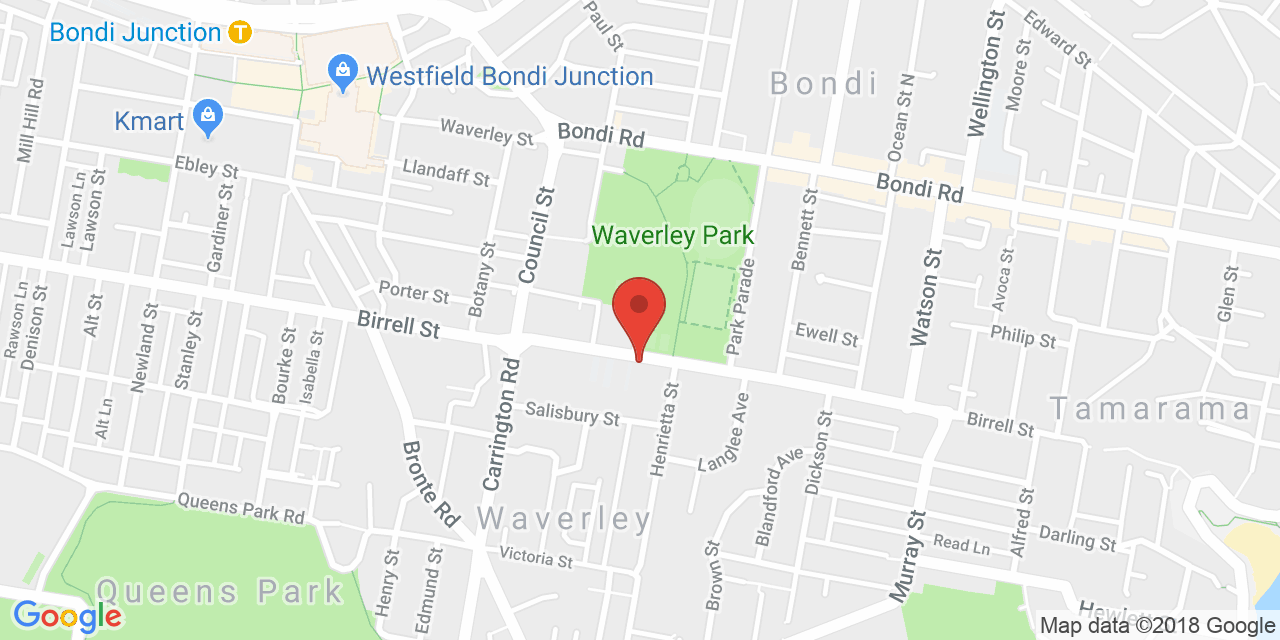 Paul St
Edward St
Bondi Junction
T
Westfield Bondi Junction
Bondi
Wellington St
Moore St
Ocean St N
Mill Hill Rd
Kmart
Waverley St
Bondi Rd
Ebley St
Llandaff St
Bondi Rd
Lawson Ln
Lawson St
Gardiner St
Council St
Botany St
Waverley Park
Bennett St
Park Parade
Watson St
Avoca St
Glen St
Rawson Ln
Denison St
Alt St
Newland St
Stanley St
Porter St
Birrell St
Ewell St
Philip St
Bourke St
Isabella St
Carrington Rd
Alt Ln
Salisbury St
Henrietta St
Langlee Ave
Tamarama
Birrell St
Bronte Rd
Blandford Ave
Dickson St
Queens Park Rd
Waverley
Murray St
Alfred St
Darling St
Read Ln
Victoria St
Brown St
Henry St
Edmund St
Queens Park
Google
Map data ©2018 Google